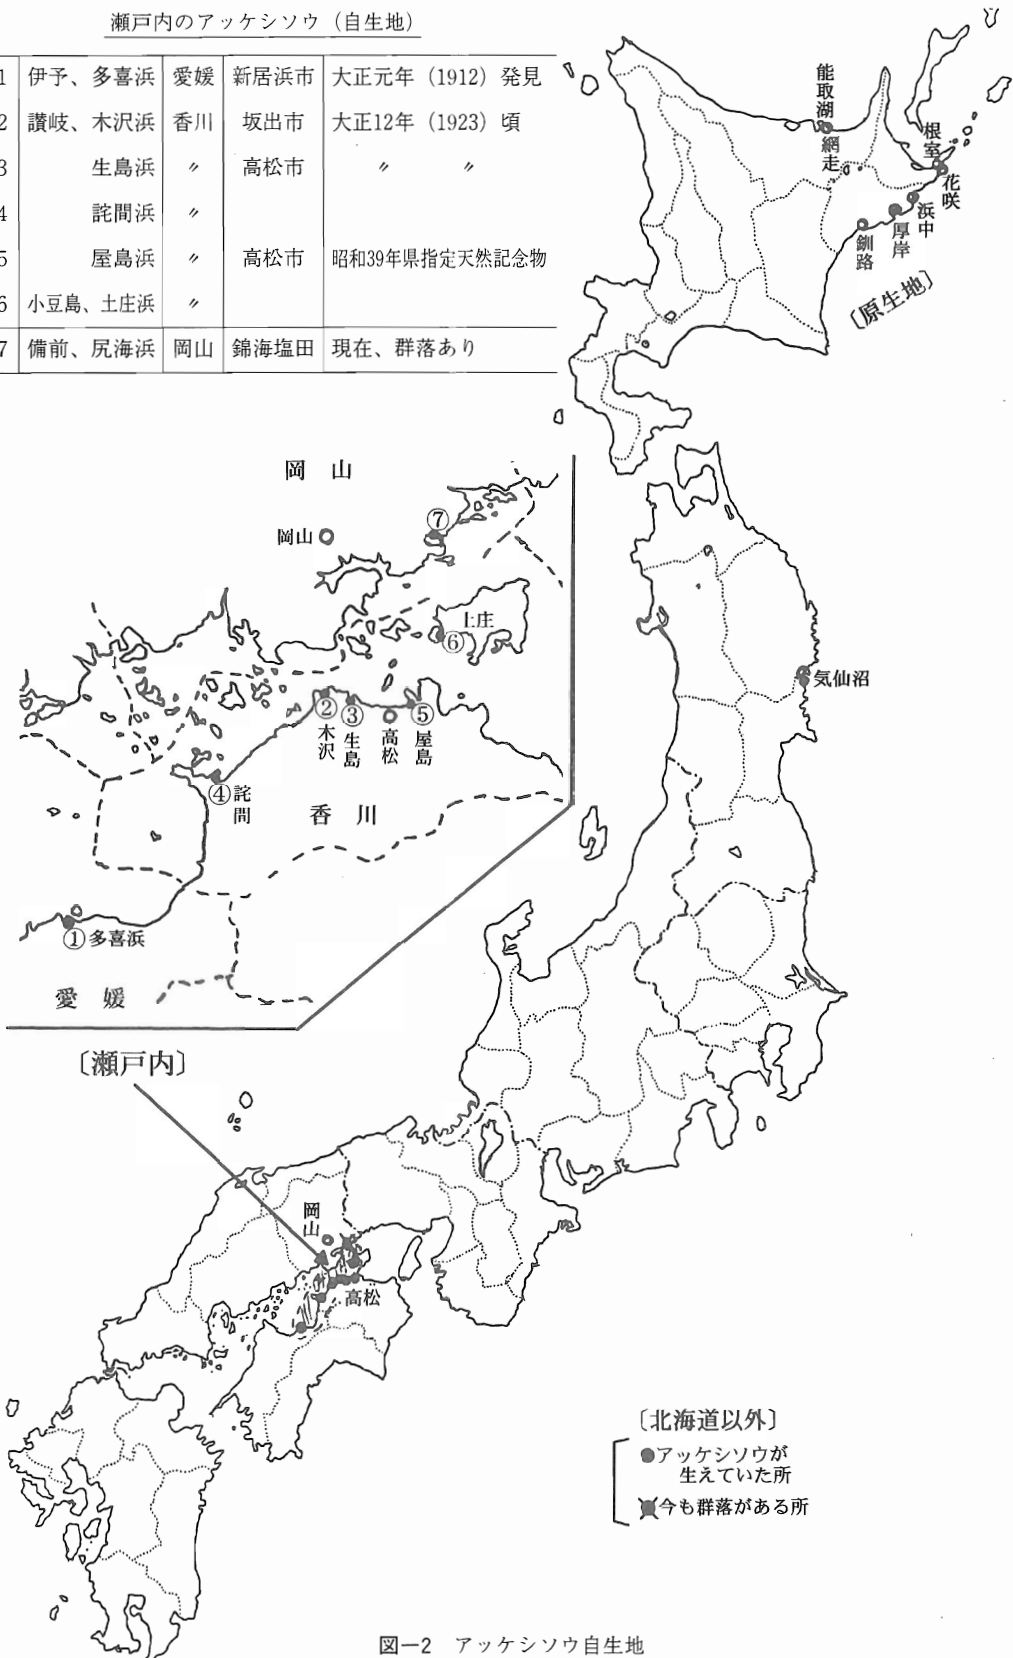 瀬戸内のアッケシソウ（自生地）
1 伊予、多喜浜 愛媛 新居浜市 大正元年（1912）発見
2 讃岐、木沢浜 香川 坂出市 大正12年（1923）頃
3 生島浜 〃 高松市 〃 〃
4 詫間浜 〃
5 屋島浜 〃 高松市 昭和39年県指定天然記念物
6 小豆島、土庄浜 〃
7 備前、尻海浜 岡山 錦海塩田 現在、群落あり
能取湖
網走
根室
花咲
浜中
厚岸
釧路
〔原生地〕
岡山
岡山
⑦
土庄
⑥
②
木沢
③
生島
高松
⑤
屋島
④
詫間
香川
①多喜浜
愛媛
気仙沼
〔瀬戸内〕
岡山
高松
〔北海道以外〕
●アッケシソウが
生えていた所
今も群落がある所
図−2 アッケシソウ自生地